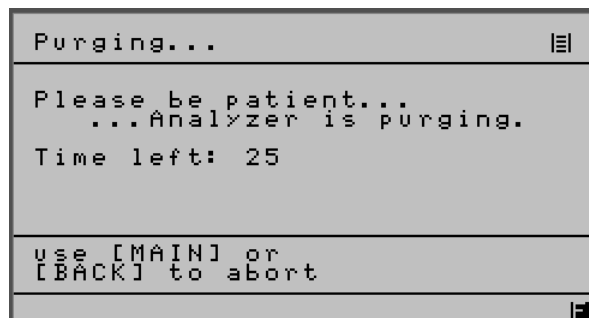 Purging...
Please be patient...
...Analyzer is purging.
Time left: 25
use [MAIN] or
[BACK] to abort